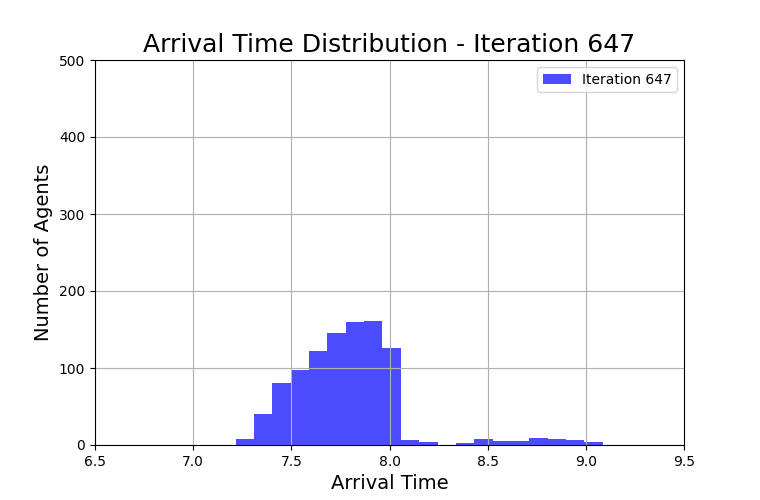 Arrival Time Distribution - Iteration 647
Iteration 647
500
400
300
200
100
0
Number of Agents
6.5 7.0 7.5 8.0 8.5 9.0 9.5
Arrival Time